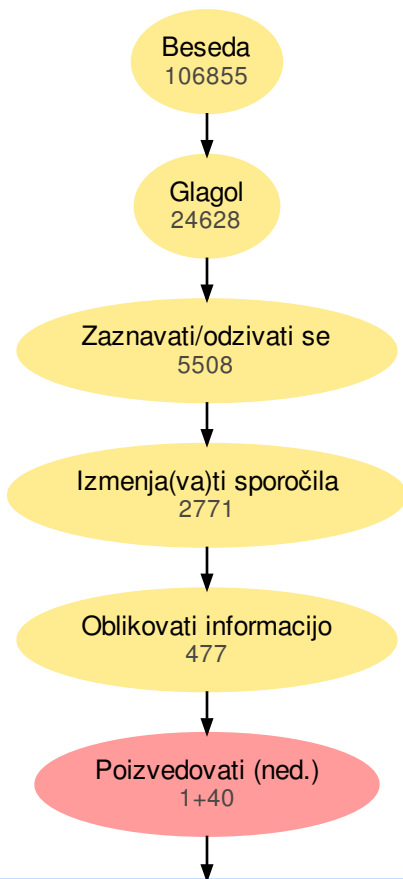 Beseda
106855
Glagol
24628
Zaznavati/odzivati se
5508
Izmenja(va)ti sporočila
2771
Oblikovati informacijo
477
Poizvedovati (ned.)
1+40